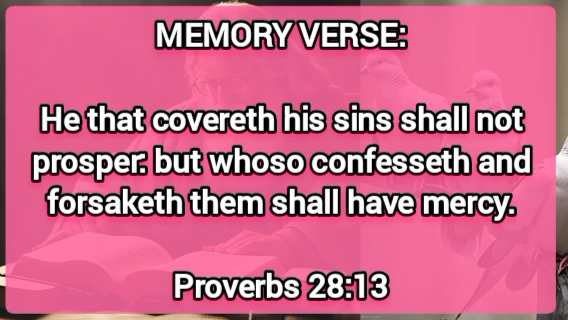 MEMORY VERSE:
He that covereth his sins shall not
prosper: but whoso confesseth and
forsaketh them shall have mercy.
Proverbs 28:13